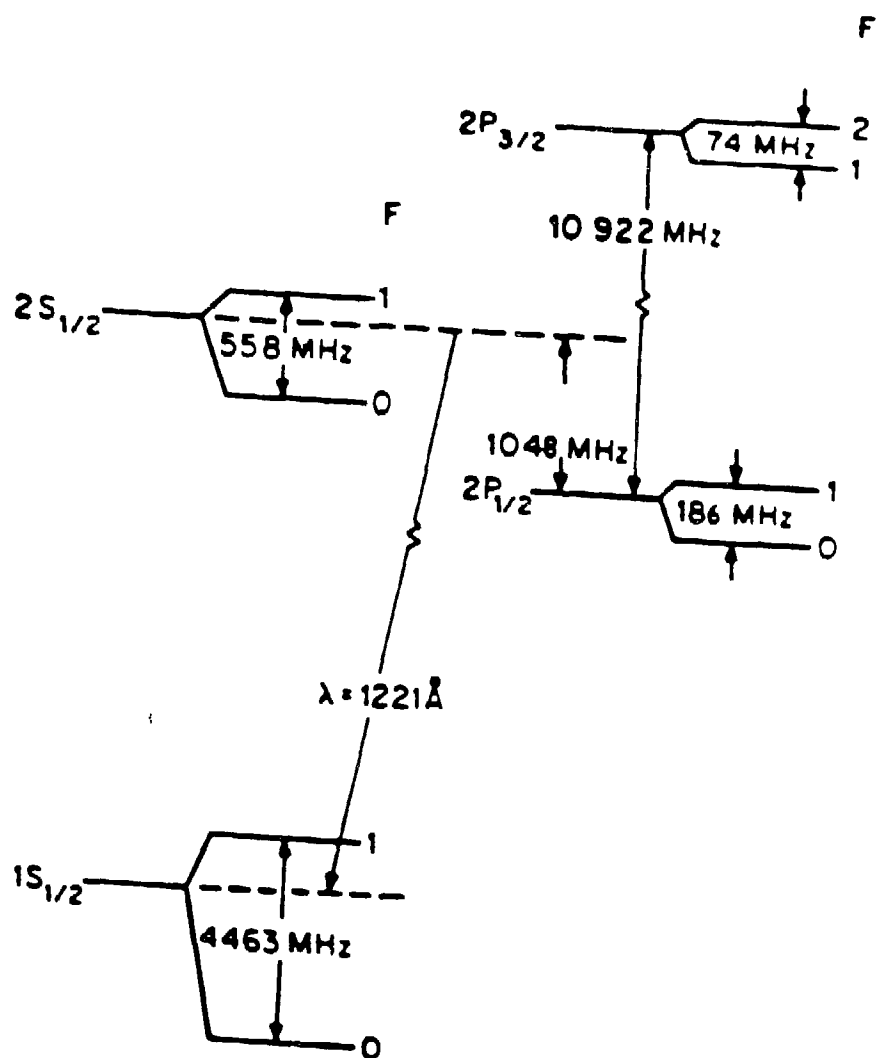 F
2P3/2
2
74 MHz
1
10 922 MHz
F
2S1/2
1
558 MHz
0
1048 MHz
2P1/2
1
186 MHz
0
λ = 1221Å
1S1/2
1
4463 MHz
0